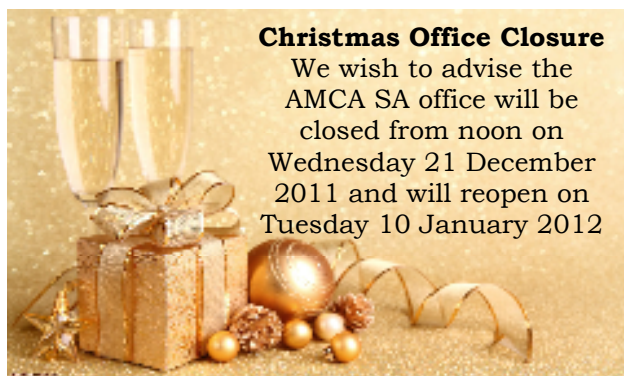 Christmas Office Closure
We wish to advise the
AMCA SA office will be
closed from noon on
Wednesday 21 December
2011 and will reopen on
Tuesday 10 January 2012